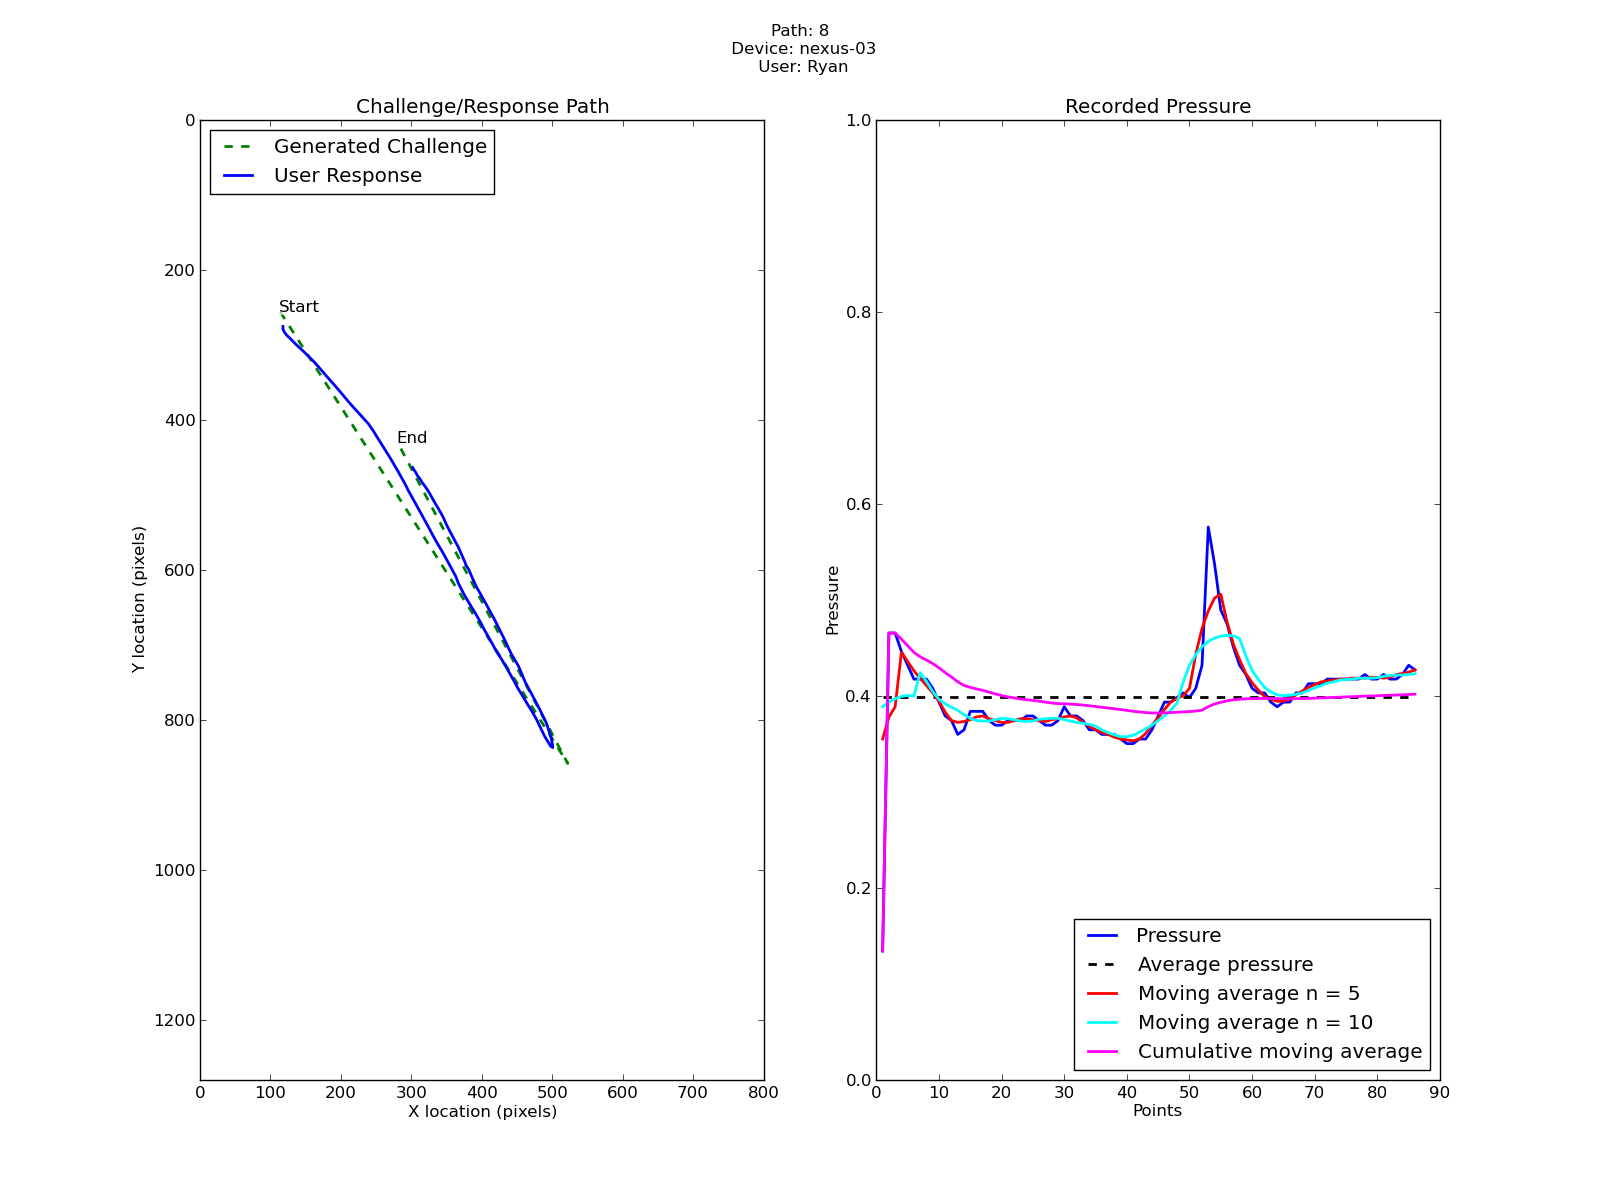 Path: 8
Device: nexus-03
User: Ryan
Challenge/Response Path
Generated Challenge
User Response
Start
End
0
200
400
600
800
1000
1200
Y location (pixels)
0 100 200 300 400 500 600 700 800
X location (pixels)
Recorded Pressure
1.0
0.8
0.6
0.4
0.2
0.0
Pressure
Pressure
Average pressure
Moving average n = 5
Moving average n = 10
Cumulative moving average
0 10 20 30 40 50 60 70 80 90
Points